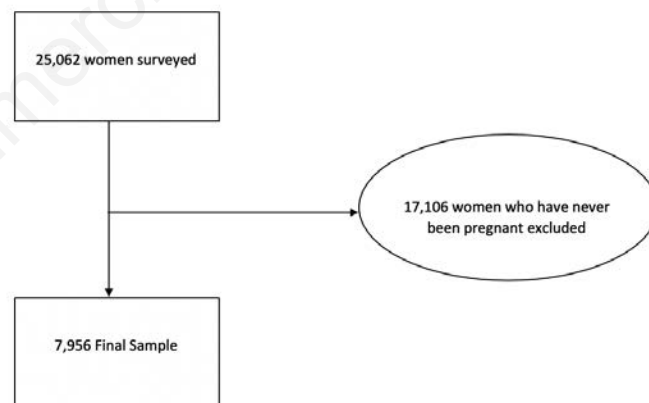 25,062 women surveyed
17,106 women who have never
been pregnant excluded
7,956 Final Sample